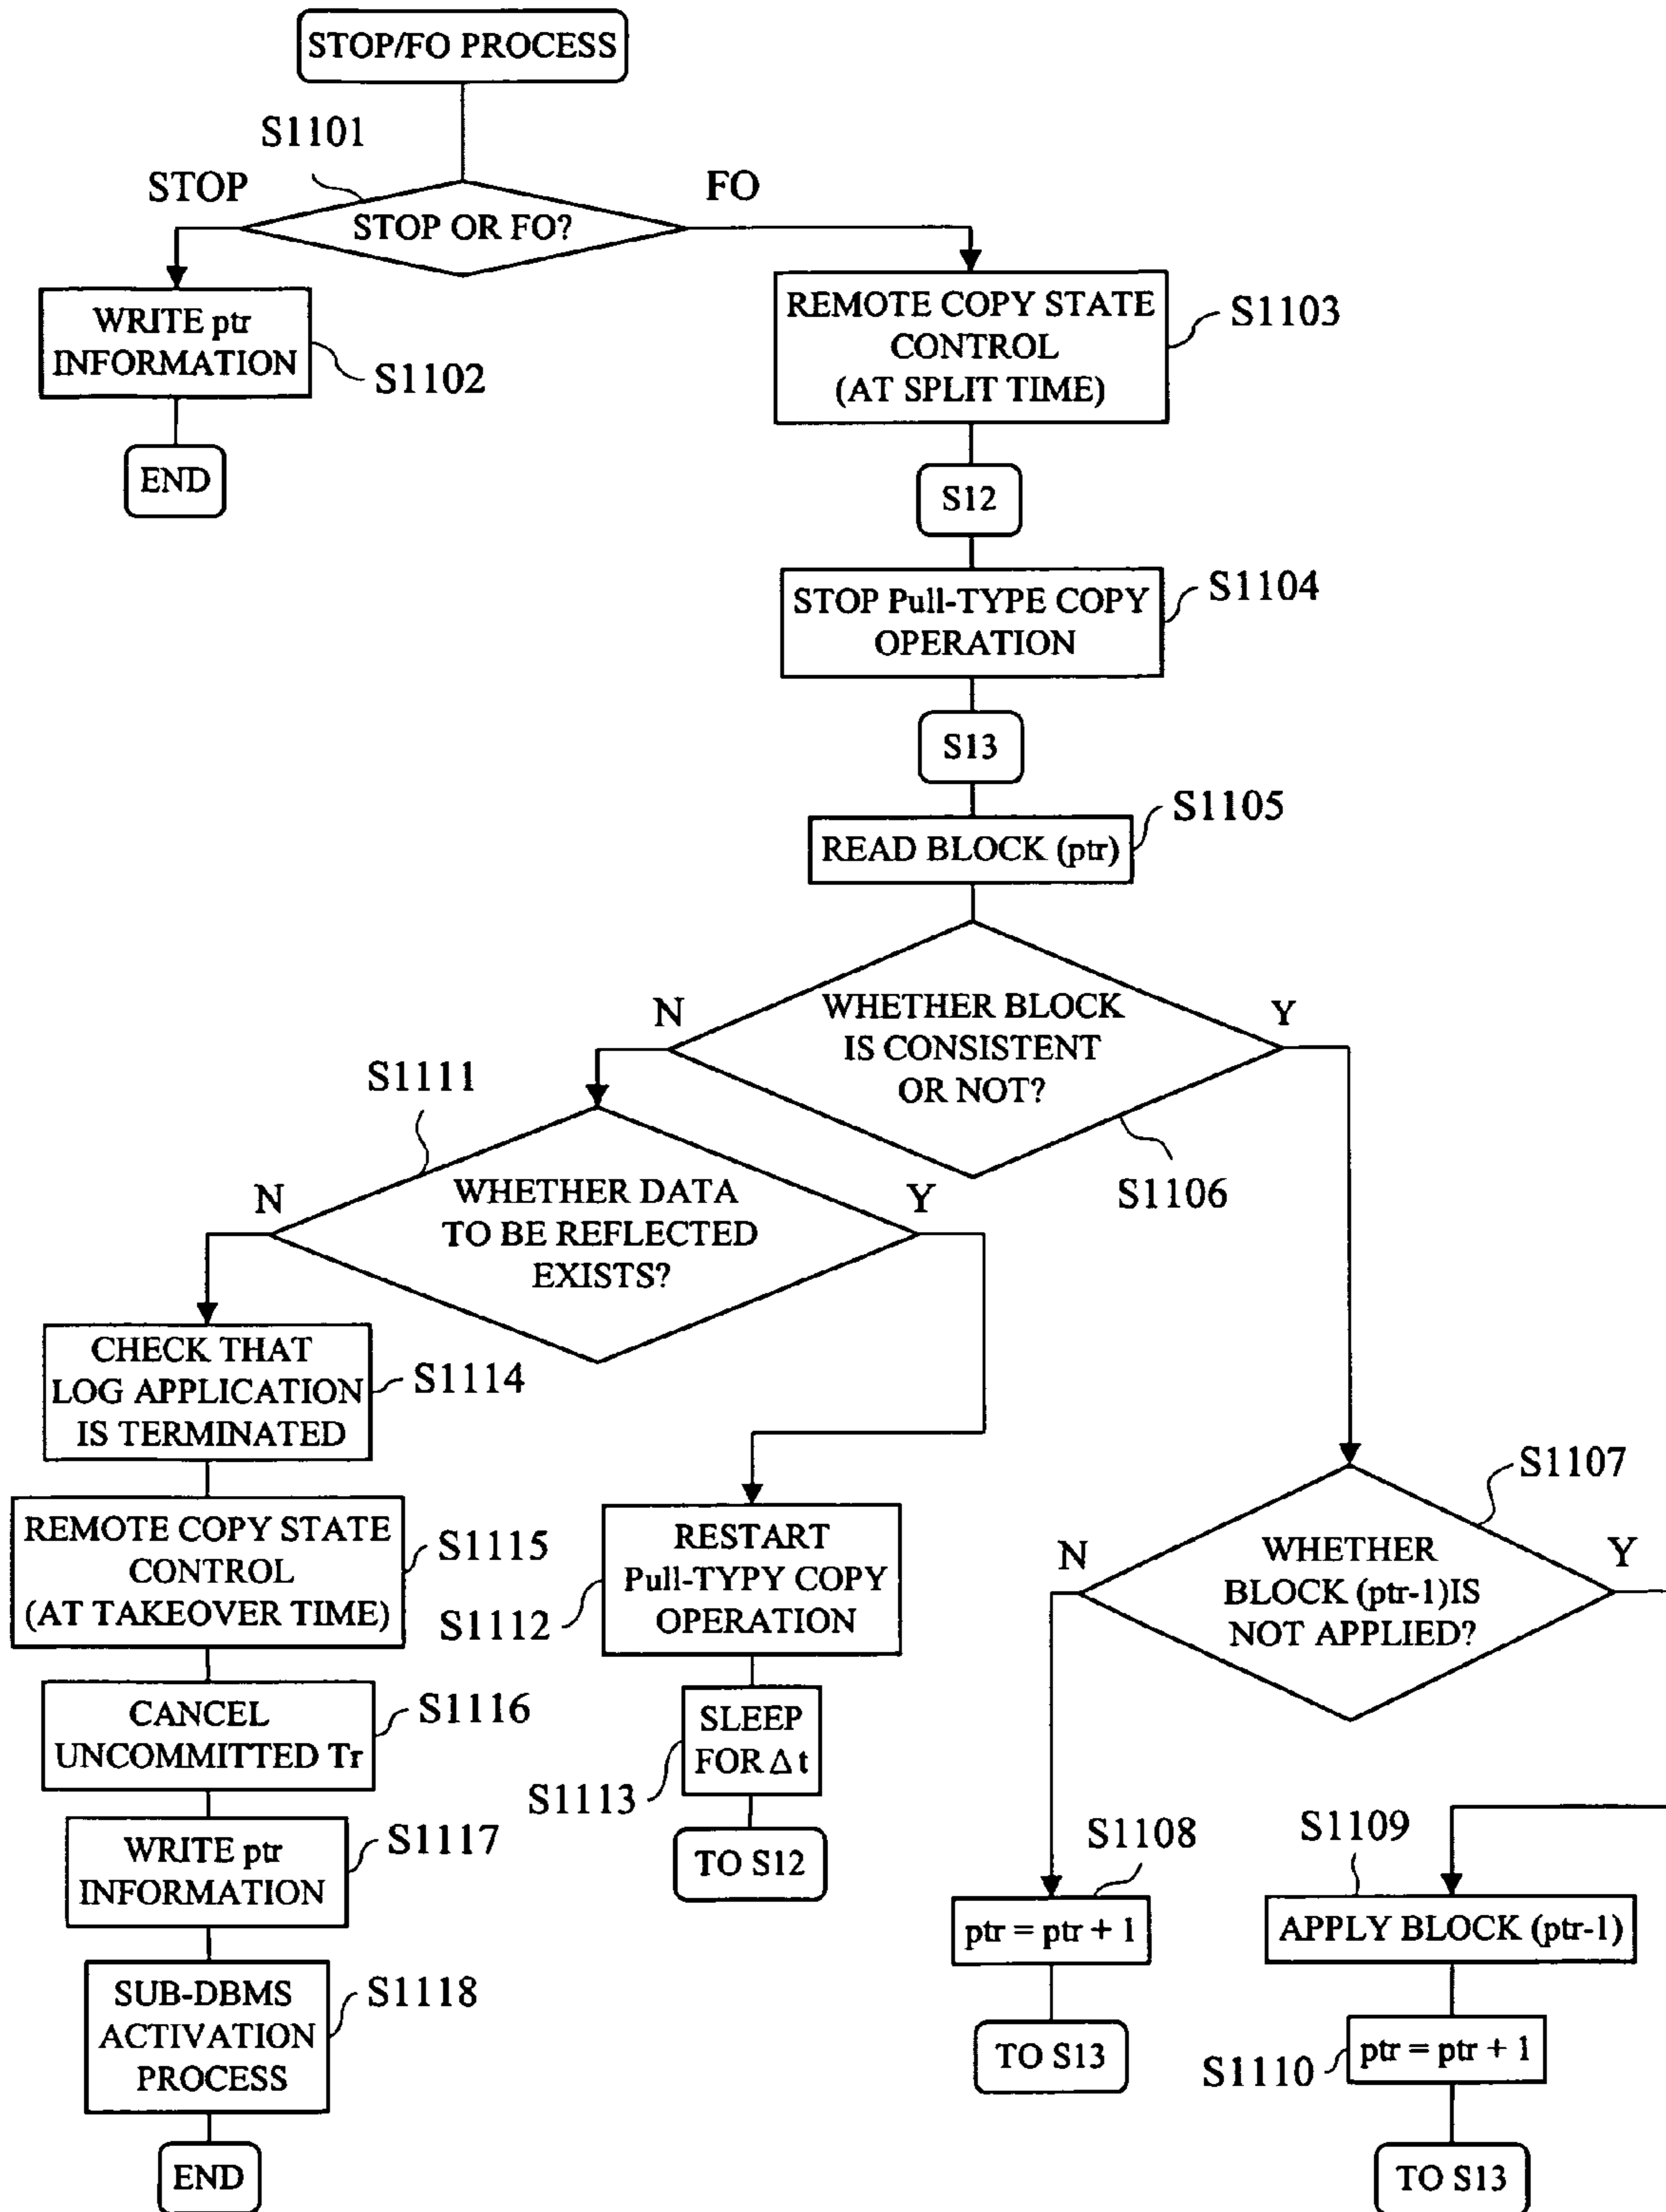 STOP/FO PROCESS
S1101
STOP
FO
STOP OR FO?
WRITE ptr
INFORMATION
S1102
END
REMOTE COPY STATE
CONTROL
(AT SPLIT TIME)
S1103
S12
STOP Pull-TYPE COPY
OPERATION
S1104
S13
S1105
READ BLOCK (ptr)
N
WHETHER BLOCK
IS CONSISTENT
OR NOT?
Y
S1106
S1111
N
WHETHER DATA
TO BE REFLECTED
EXISTS?
Y
CHECK THAT
LOG APPLICATION
IS TERMINATED
S1114
REMOTE COPY STATE
CONTROL
(AT TAKEOVER TIME)
S1115
CANCEL
UNCOMMITTED Tr
S1116
WRITE ptr
INFORMATION
S1117
SUB-DBMS
ACTIVATION
PROCESS
S1118
END
RESTART
Pull-TYPY COPY
OPERATION
S1112
SLEEP
FOR Δt
S1113
TO S12
S1107
N
WHETHER
BLOCK (ptr-1)IS
NOT APPLIED?
Y
S1108
ptr = ptr + 1
TO S13
S1109
APPLY BLOCK (ptr-1)
ptr = ptr + 1
S1110
TO S13